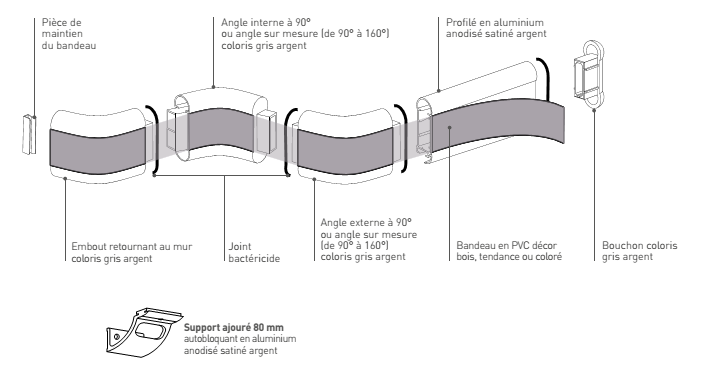 Pièce de
maintien
du bandeau
Angle interne à 90°
ou angle sur mesure (de 90° à 160°)
coloris gris argent
Profilé en aluminium
anodisé satiné argent
Embout retournant au mur
coloris gris argent
Joint
bactéricide
Angle externe à 90°
ou angle sur mesure
(de 90° à 160°)
coloris gris argent
Bandeau en PVC décor
bois, tendance ou coloré
Bouchon coloris
gris argent
Support ajouré 80 mm
autobloquant en aluminium
anodisé satiné argent